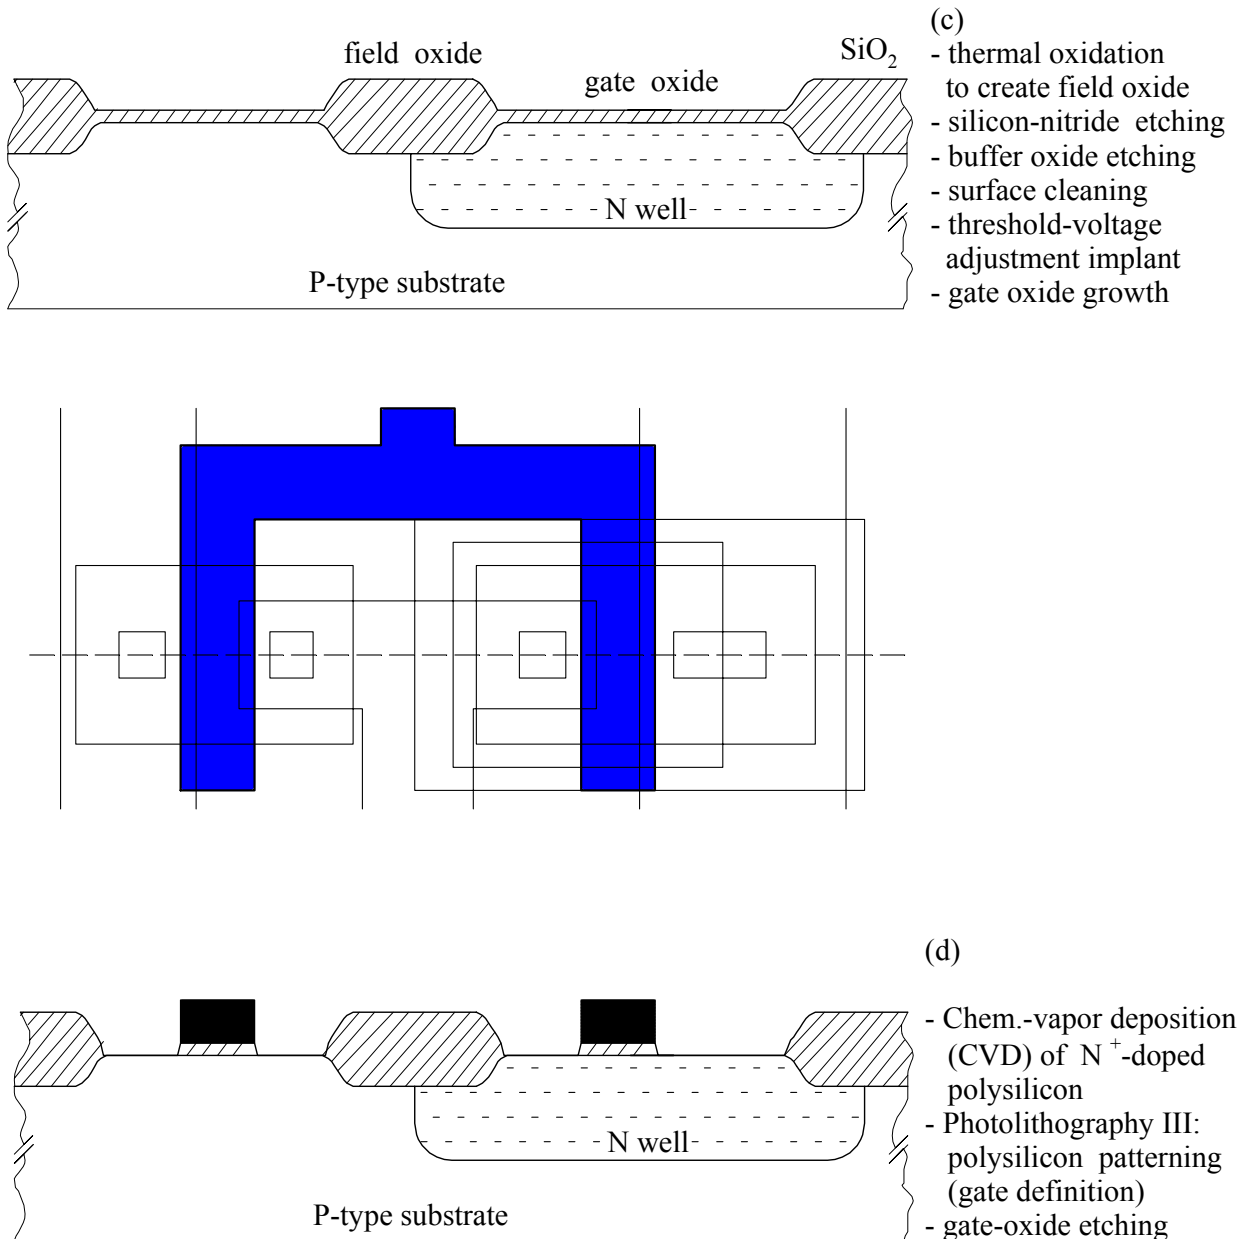 (c)
field oxide
SiO2
- thermal oxidation
gate oxide
to create field oxide
- silicon-nitride etching
- buffer oxide etching
- surface cleaning
N well
- threshold-voltage
adjustment implant
P-type substrate
- gate oxide growth
(d)
- Chem.-vapor deposition
(CVD) of N+-doped
polysilicon
- Photolithography III:
N well
polysilicon patterning
(gate definition)
P-type substrate
- gate-oxide etching